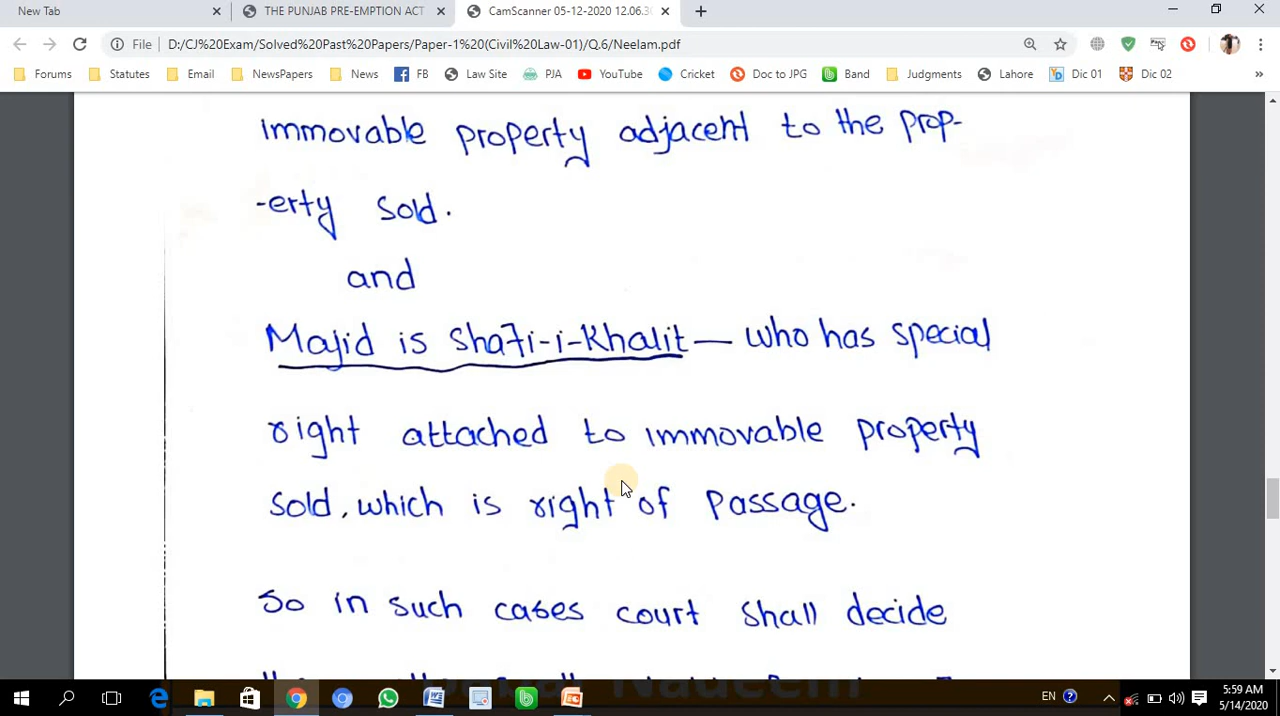 New Tab
THE PUNJAB PRE-EMPTION ACT
CamScanner 05-12-2020 12.06.3
File
D:/CJ%20Exam/Solved%20Past%20Papers/Paper-1%20(Civil%20Law-01)/Q.6/Neelam.pdf
Forums Statutes Email NewsPapers News FB Law Site PJA YouTube Cricket Doc to JPG Band Judgments Lahore Dic 01 Dic 02
immovable property adjacent to the prop-
-erty sold.
and
Majid is Shafi-i-Khalit— who has special
right attached to immovable property
sold, which is right of passage.
So in such cases court shall decide
EN
5:59 AM
5/14/2020